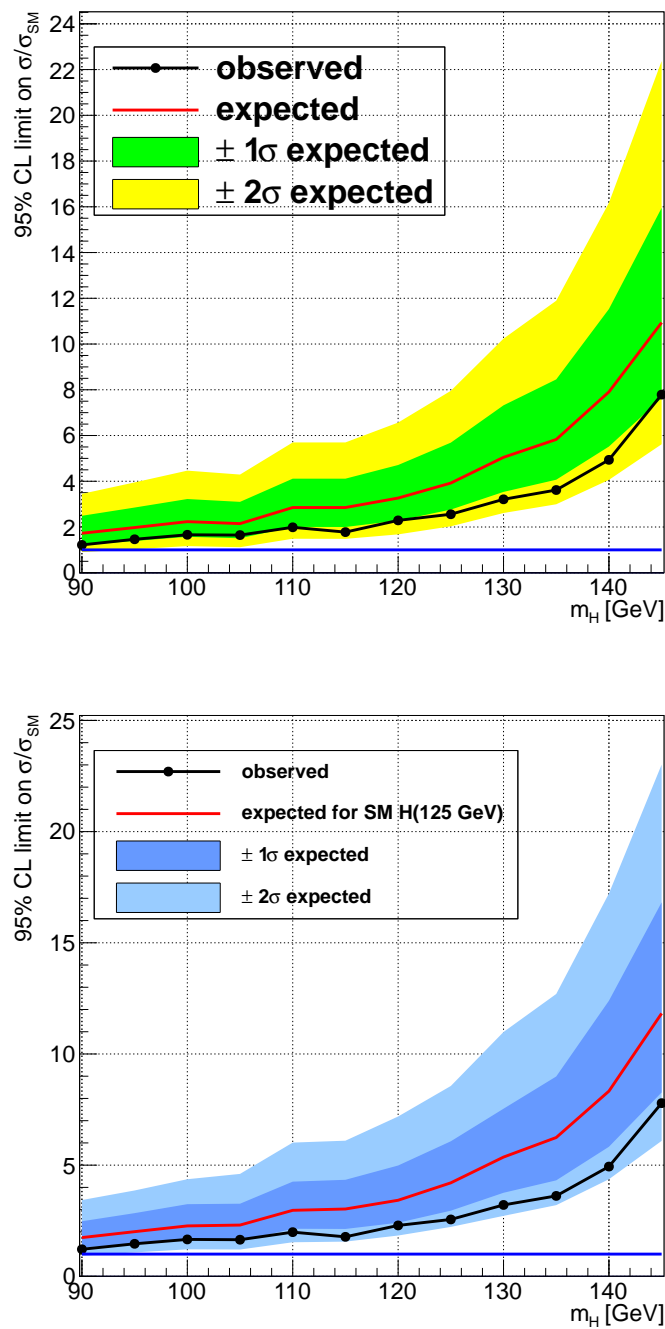 95% CL limit on σ/σSM
24
22
20
18
16
14
12
10
8
6
4
2
0
observed
expected
± 1σ expected
± 2σ expected
90 100 110 120 130 140
mH [GeV]
95% CL limit on σ/σSM
25
20
15
10
5
0
observed
expected for SM H(125 GeV)
± 1σ expected
± 2σ expected
90 100 110 120 130 140
mH [GeV]